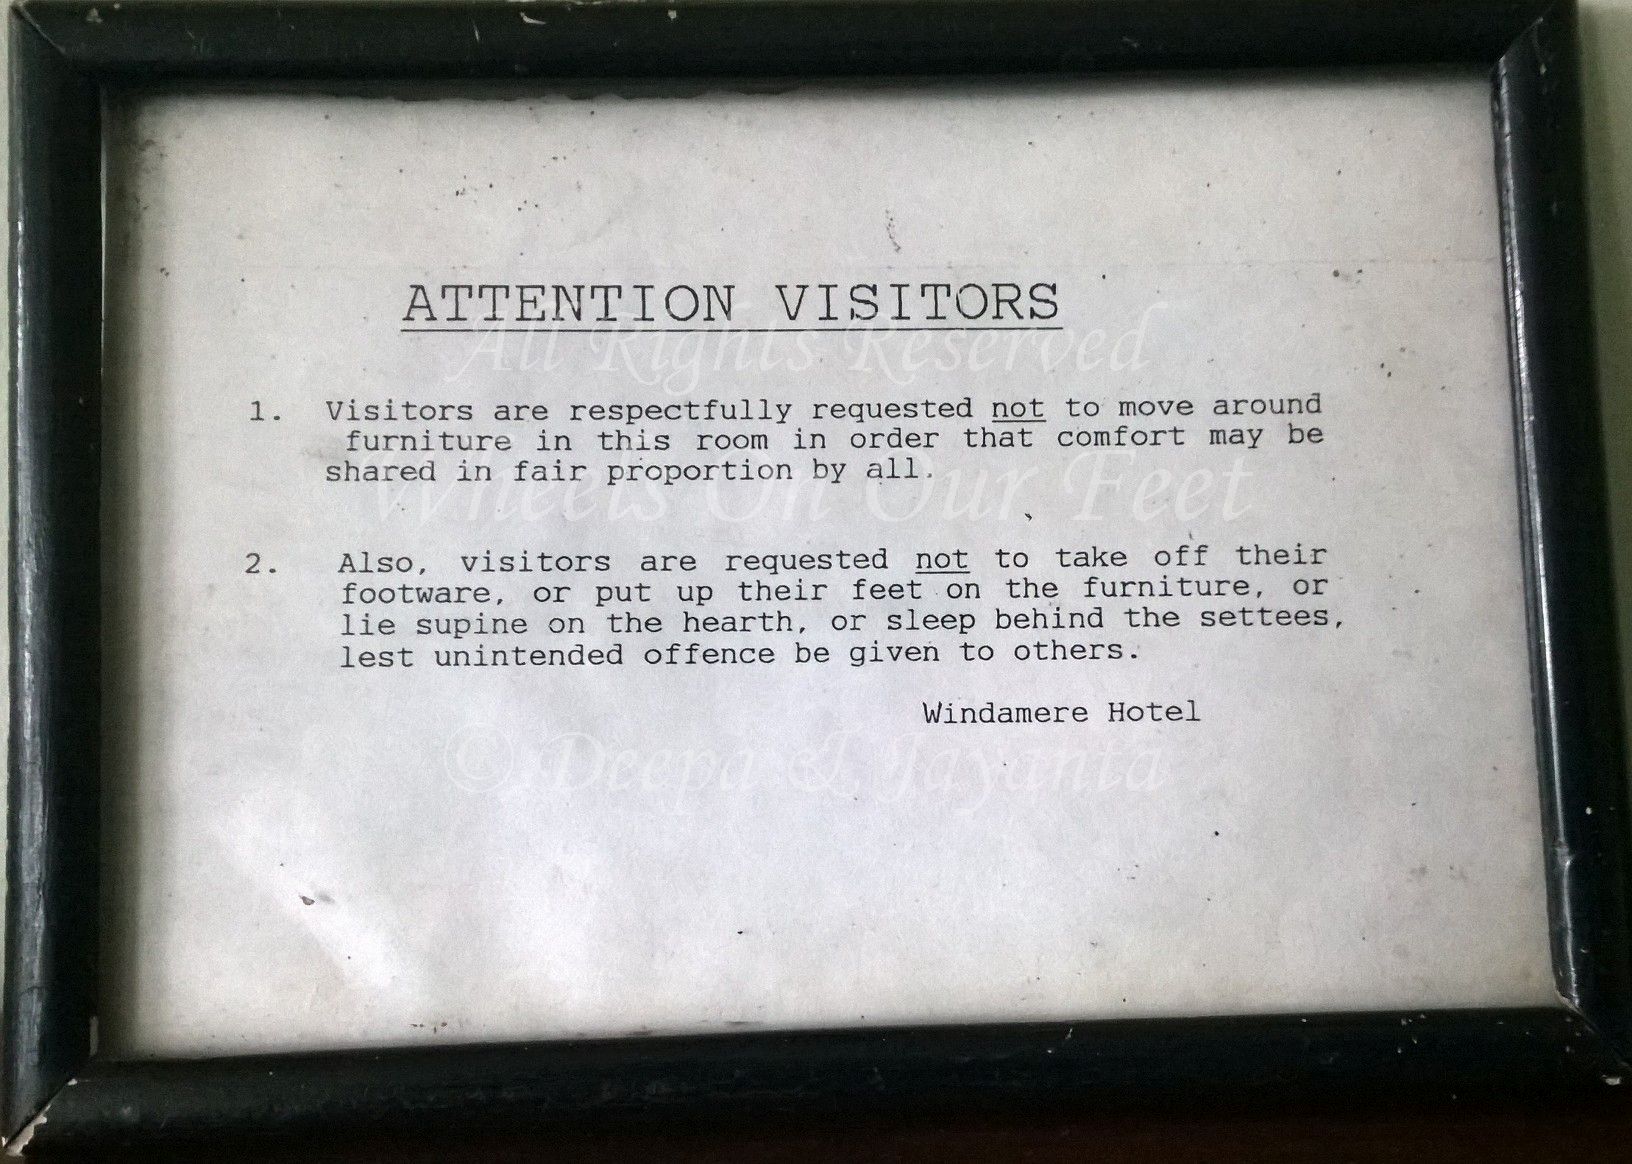 ATTENTION VISITORS
All Rights Reserved
1. Visitors are respectfully requested not to move around
furniture in this room in order that comfort may be
shared in fair proportion by all.
Wheels On Our Feet
2. Also, visitors are requested not to take off their
footware, or put up their feet on the furniture, or
lie supine on the hearth, or sleep behind the settees,
lest unintended offence be given to others.
Windamere Hotel
© Deepa & Jayanta